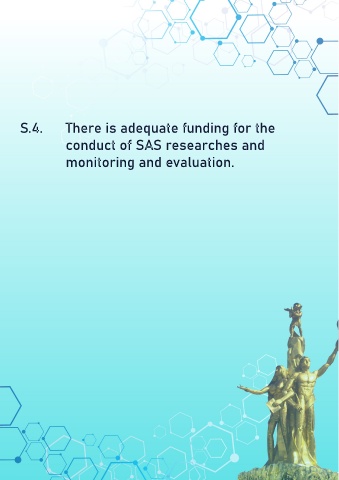 S.4. There is adequate funding for the
conduct of SAS researches and
monitoring and evaluation.